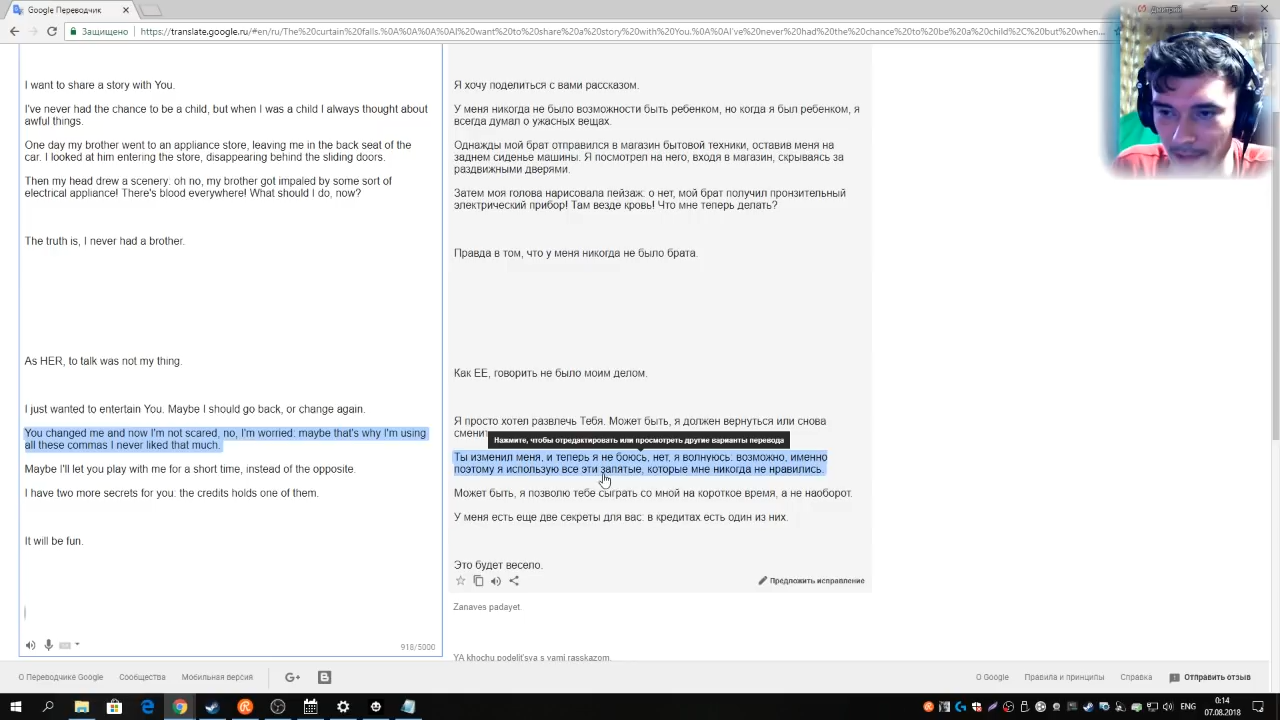 Google Переводчик
Дмитрий
Защищено
https://translate.google.ru/#en/ru/The%20curtain%20falls.%0A%0A%0AI%20want%20to%20share%20a%20story%20with%20You.%0A%0AI've%20never%20had%20the%20chance%20to%20be%20a%20child%2C%20but%20when...
I want to share a story with You.
I've never had the chance to be a child, but when I was a child I always thought about
awful things.
One day my brother went to an appliance store, leaving me in the back seat of the
car. I looked at him entering the store, disappearing behind the sliding doors.
Then my head drew a scenery: oh no, my brother got impaled by some sort of
electrical appliance! There's blood everywhere! What should I do, now?
The truth is, I never had a brother.
As HER, to talk was not my thing.
I just wanted to entertain You. Maybe I should go back, or change again.
You changed me and now I'm not scared, no, I'm worried: maybe that's why I'm using
all these commas I never liked that much.
Maybe I'll let you play with me for a short time, instead of the opposite.
I have two more secrets for you: the credits holds one of them.
It will be fun.
918/5000
Я хочу поделиться с вами рассказом.
У меня никогда не было возможности быть ребенком, но когда я был ребенком, я
всегда думал о ужасных вещах.
Однажды мой брат отправился в магазин бытовой техники, оставив меня на
заднем сиденье машины. Я посмотрел на него, входя в магазин, скрываясь за
раздвижными дверями.
Затем моя голова нарисовала пейзаж: о нет, мой брат получил пронзительный
электрический прибор! Там везде кровь! Что мне теперь делать?
Правда в том, что у меня никогда не было брата.
Как ЕЕ, говорить не было моим делом.
Я просто хотел развлечь Тебя. Может быть, я должен вернуться или снова
сменит
Нажмите, чтобы отредактировать или просмотреть другие варианты перевода
Ты изменил меня, и теперь я не боюсь, нет, я волнуюсь: возможно, именно
поэтому я использую все эти запятые, которые мне никогда не нравились.
Может быть, я позволю тебе сыграть со мной на короткое время, а не наоборот.
У меня есть еще две секреты для вас: в кредитах есть один из них.
Это будет весело.
Предложить исправление
Zanaves padayet.
YA khochu podelit'sya s vami rasskazom.
О Переводчике Google
Сообщества
Мобильная версия
G+
О Google
Правила и принципы
Справка
Отправить отзыв
ENG
0:14
07.08.2018